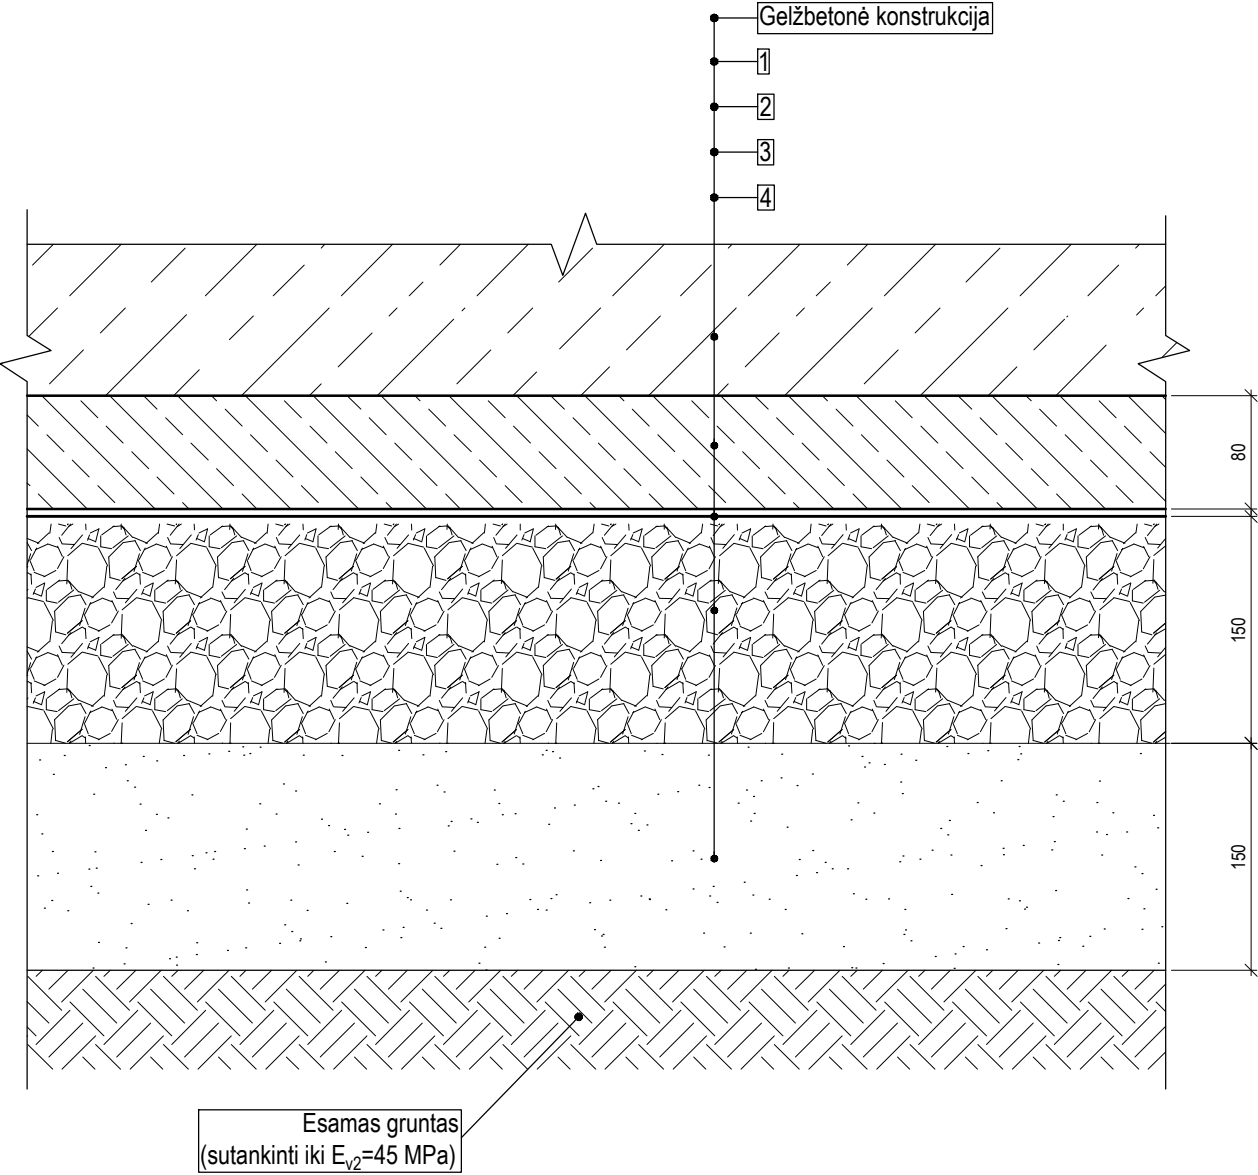 Gelžbetonė konstrukcija
1
2
3
4
80
150
150
Esamas gruntas
(sutankinti iki Ev2=45 MPa)